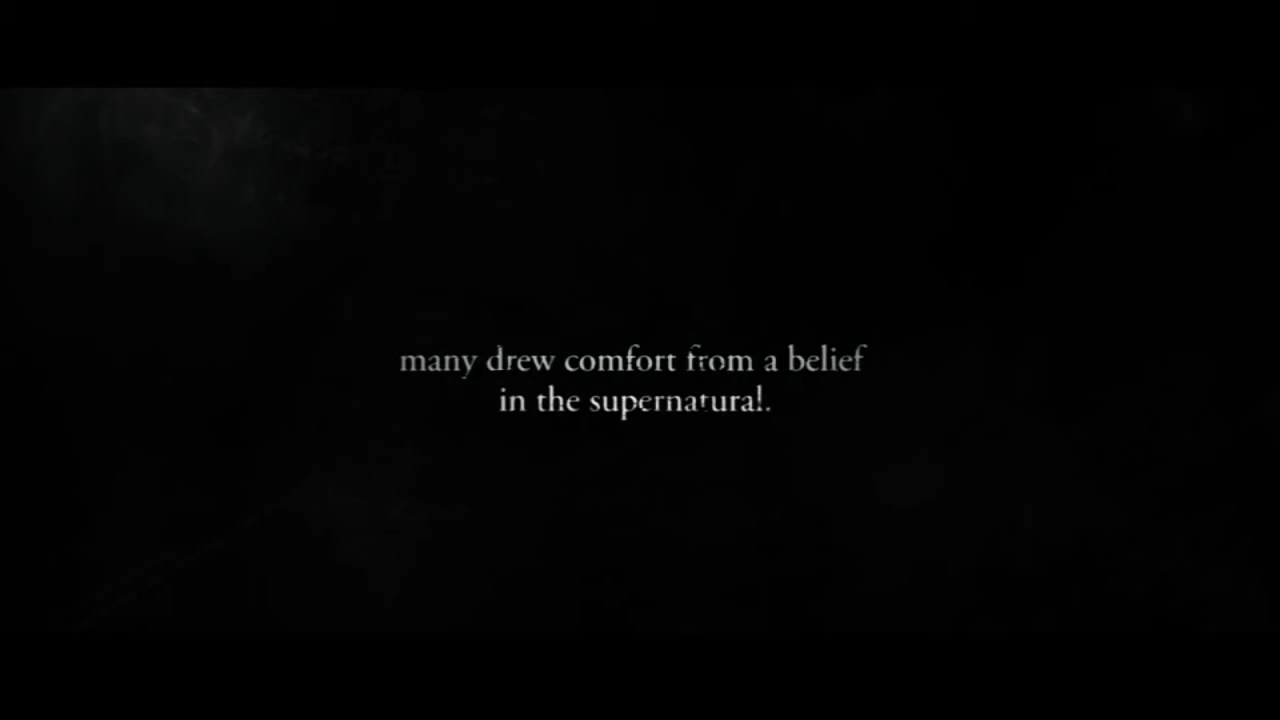 many drew comfort from a belief
in the supernatural.